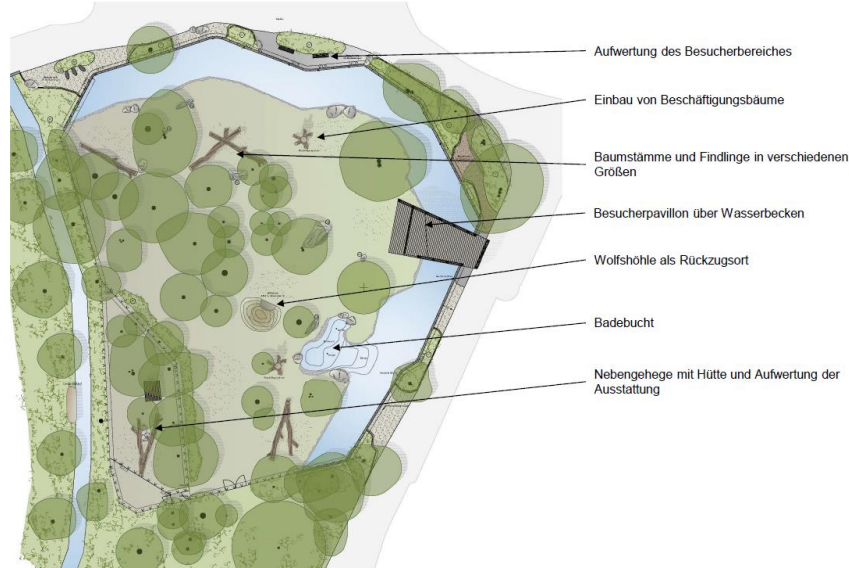 Aufwertung des Besucherbereiches
Einbau von Beschäftigungsbäume
Baumstämme und Findlinge in verschiedenen
Größen
Besucherpavillon über Wasserbecken
Wolfshöhle als Rückzugsort
Badebucht
Nebengehege mit Hütte und Aufwertung der
Ausstattung